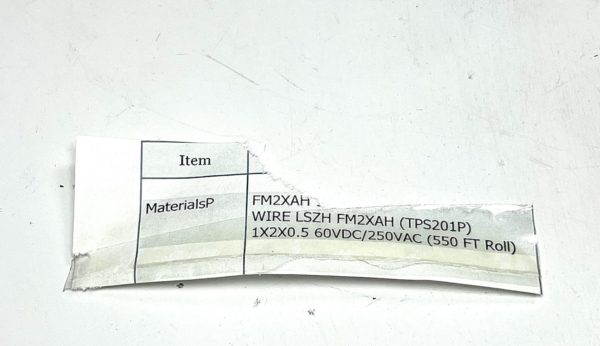 Item
MaterialsP
FM2XAH
WIRE LSZH FM2XAH (TPS201P)
1X2X0.5 60VDC/250VAC (550 FT Roll)